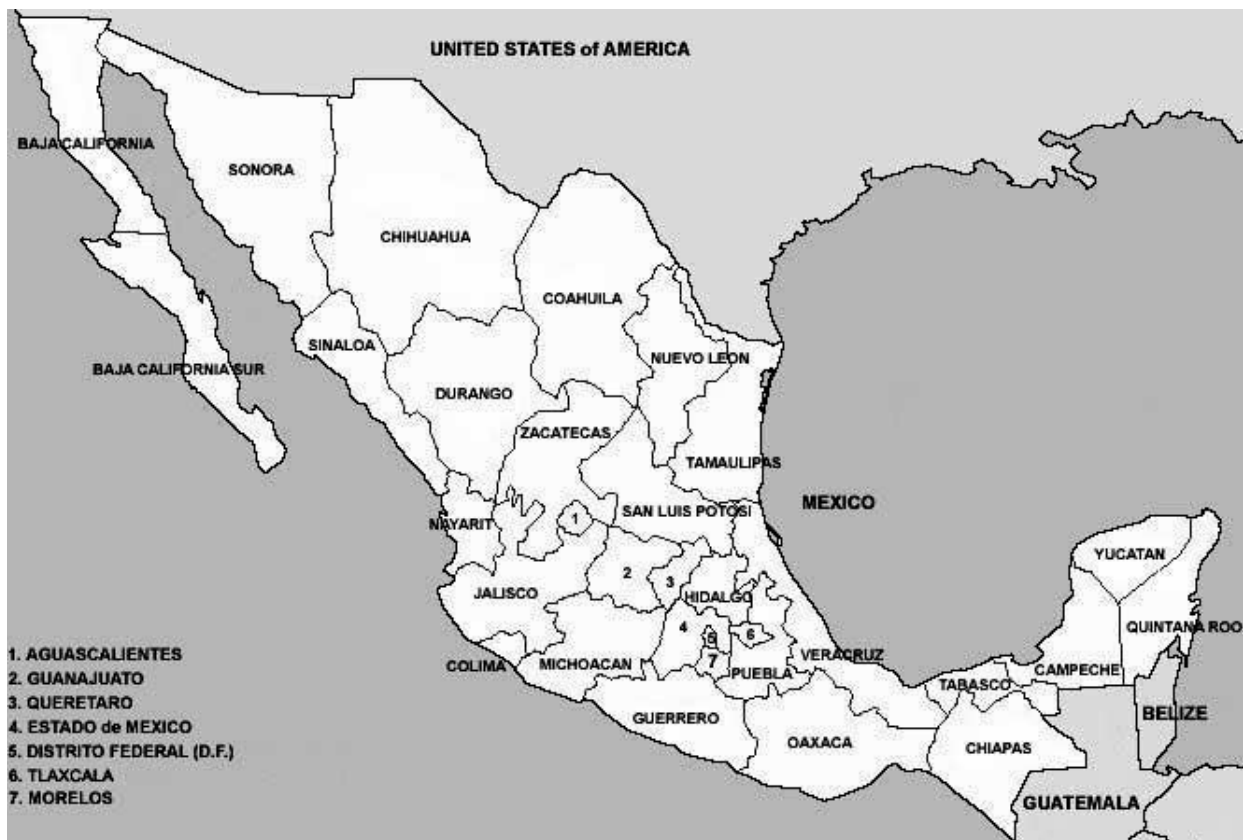 UNITED STATES of AMERICA
BAJA CALIFORNIA
SONORA
CHIHUAHUA
COAHUILA
SINALOA
NUEVO LEON
BAJA CALIFORNIA SUR
DURANGO
ZACATECAS
TAMAULIPAS
MEXICO
SAN LUIS POTOSI
NAYARIT
1
YUCATAN
2
3
JALISCO
HIDALGO
4
5
6
QUINTANA ROO
VERACRUZ
7
COLIMA
MICHOACAN
PUEBLA
CAMPECHE
TABASCO
GUERRERO
BELIZE
OAXACA
CHIAPAS
GUATEMALA
1. AGUASCALIENTES
2. GUANAJUATO
3. QUERETARO
4. ESTADO de MEXICO
5. DISTRITO FEDERAL (D.F.)
6. TLAXCALA
7. MORELOS